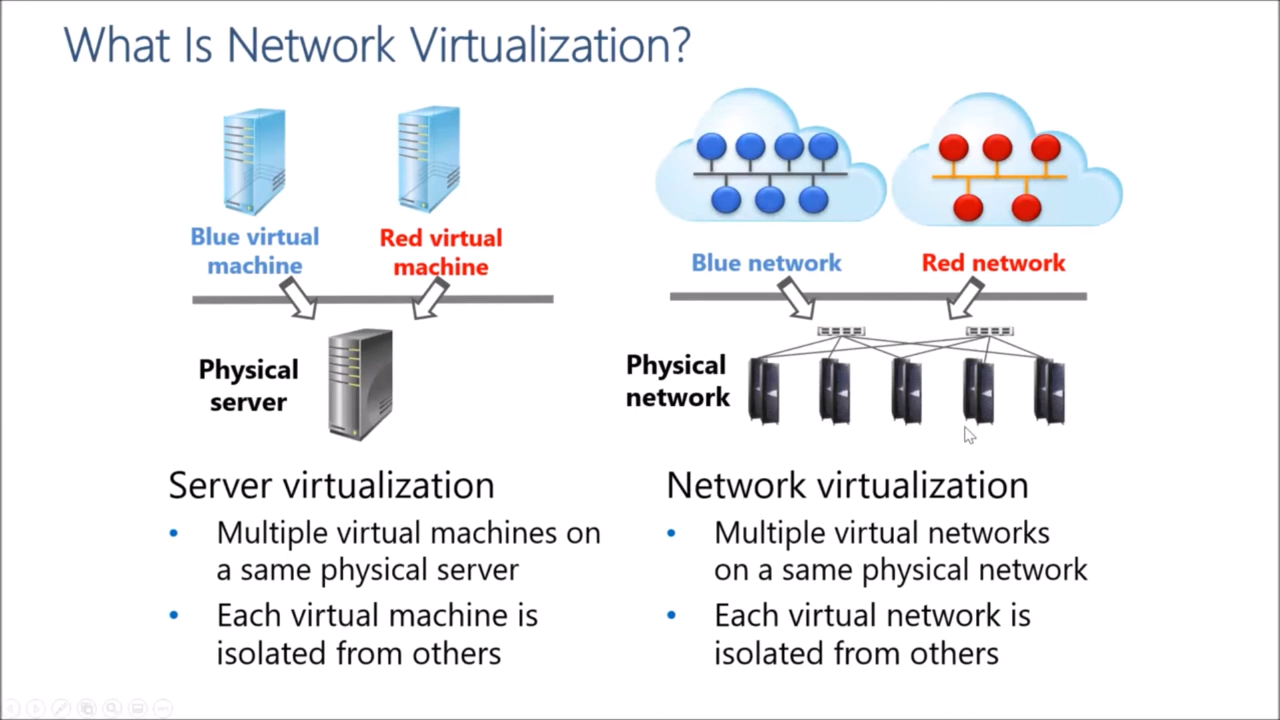 What Is Network Virtualization?
Blue virtual
machine
Red virtual
machine
Physical
server
Blue network
Red network
Physical
network
Server virtualization
• Multiple virtual machines on
a same physical server
• Each virtual machine is
isolated from others
Network virtualization
• Multiple virtual networks
on a same physical network
• Each virtual network is
isolated from others